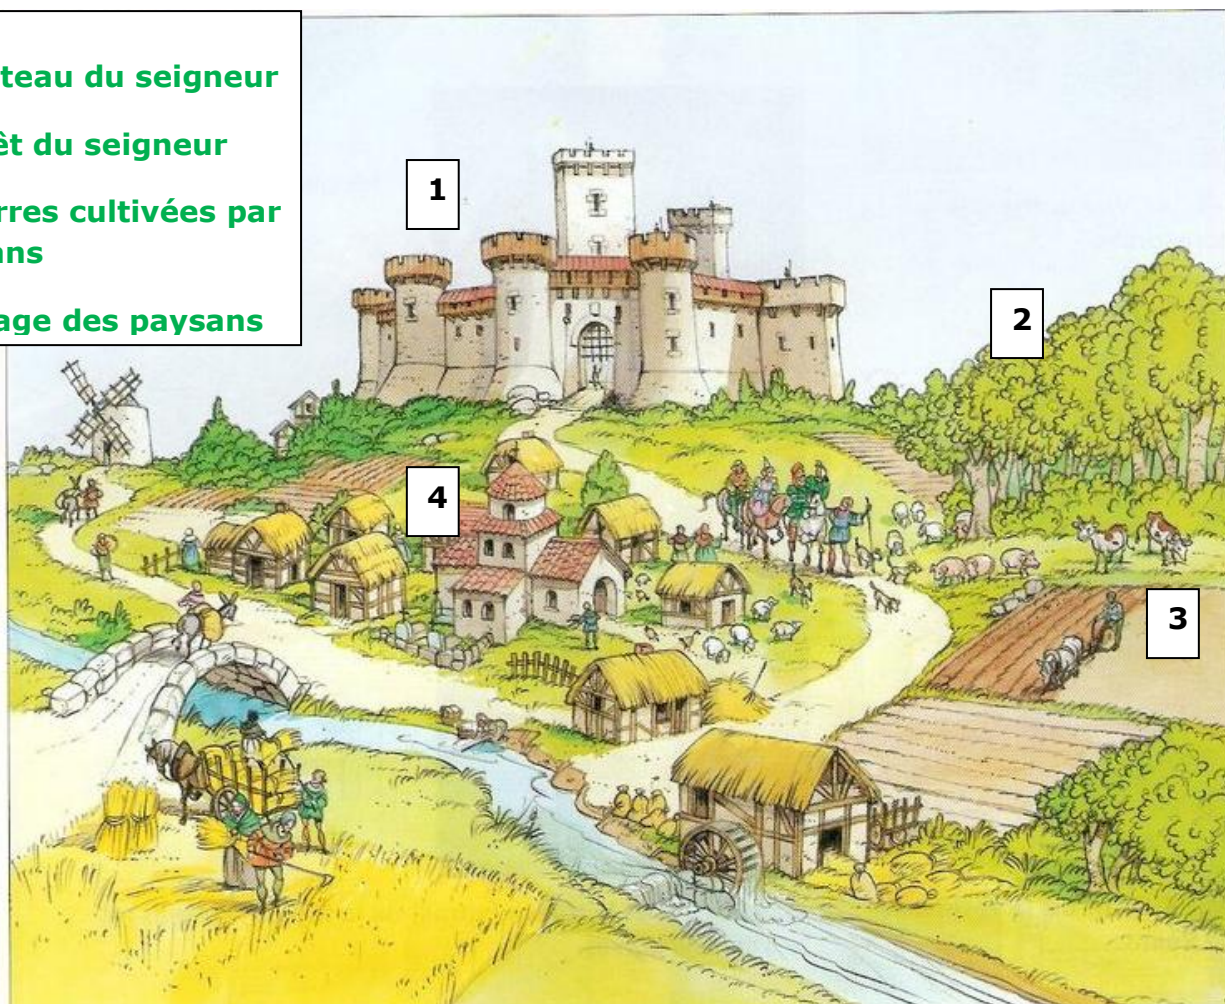 teau du seigneur
êt du seigneur
rres cultivées par
ans
age des paysans
1
2
4
3